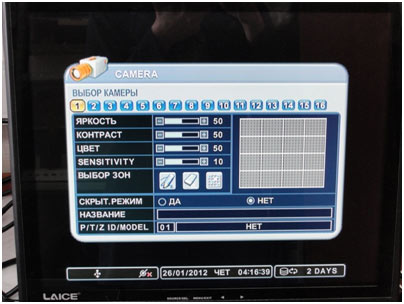 CAMERA
ВЫБОР КАМЕРЫ
1 2 3 4 5 6 7 8 9 10 11 12 13 14 15 16
ЯРКОСТЬ 50
КОНТРАСТ 50
ЦВЕТ 50
SENSITIVITY 10
ВЫБОР ЗОН
СКРЫТ.РЕЖИМ ДА НЕТ
НАЗВАНИЕ
P/T/Z ID/MODEL 01 НЕТ
26/01/2012 ЧЕТ 04:16:39 2 DAYS
LAICE